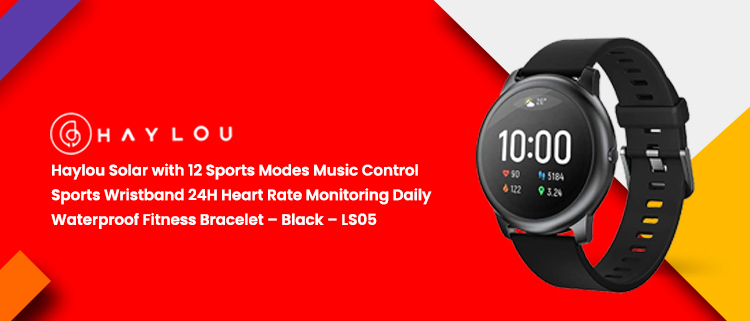 HAYLOU
Haylou Solar with 12 Sports Modes Music Control
Sports Wristband 24H Heart Rate Monitoring Daily
Waterproof Fitness Bracelet – Black – LS05
26°
10:00
90 5184
122 3.24